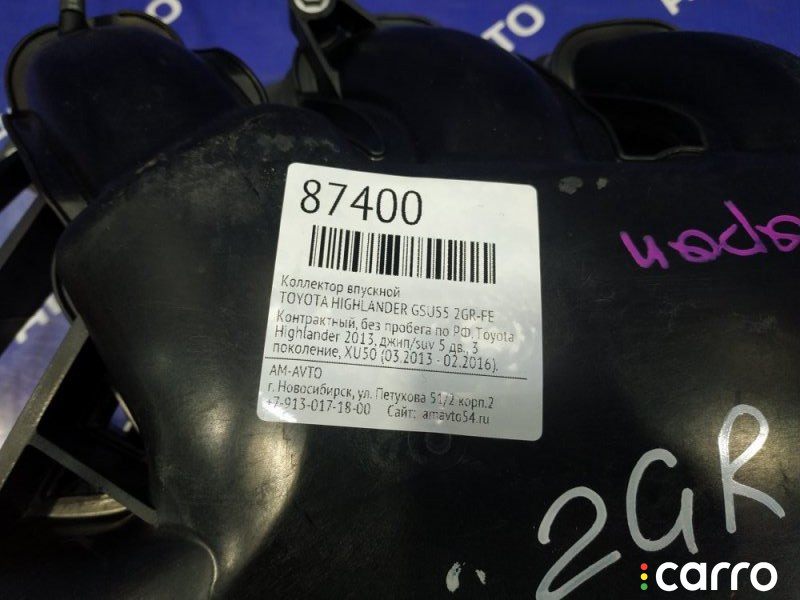 87400
Коллектор впускной
TOYOTA HIGHLANDER GSU55 2GR-FE
Контрактный, без пробега по РФ,Toyota
Highlander 2013, джип/suv 5 дв., 3
поколение, XU50 (03.2013 - 02.2016).
АМ-АVТО
г. Новосибирск, ул. Петухова 51/2 корп.2
+7-913-017-18-00 Сайт: amavto54.ru
2GR
carro